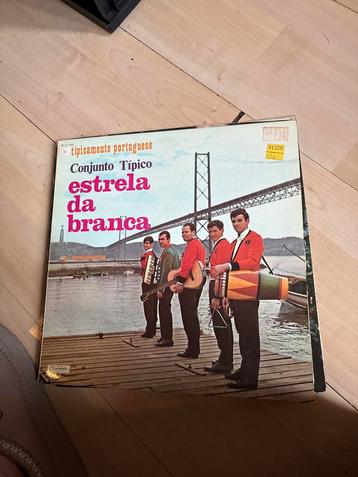 tipicamente portuguese
Conjunto Típico
estrela
da
branca